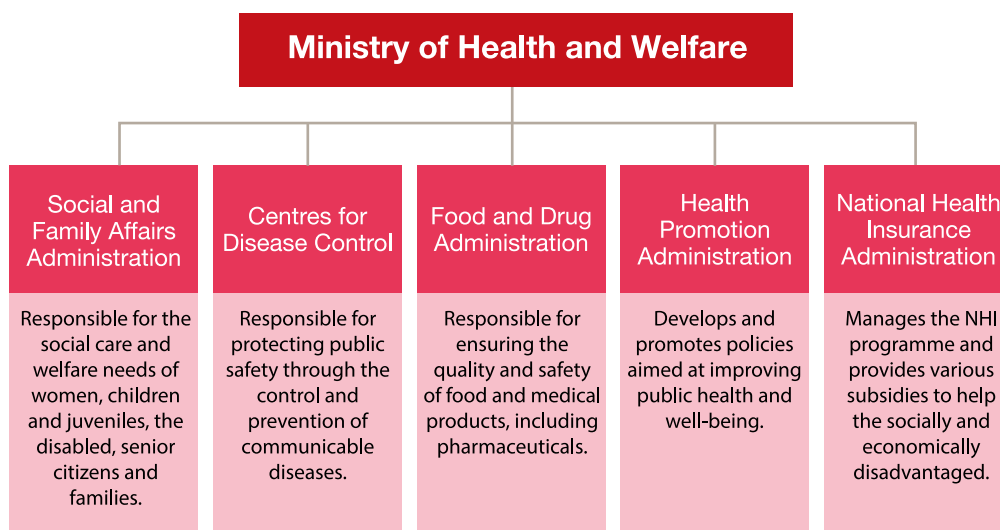 Ministry of Health and Welfare
Social and
Family Affairs
Administration
Responsible for the
social care and
welfare needs of
women, children
and juveniles, the
disabled, senior
citizens and
families.
Centres for
Disease Control
Responsible for
protecting public
safety through the
control and
prevention of
communicable
diseases.
Food and Drug
Administration
Responsible for
ensuring the
quality and safety
of food and medical
products, including
pharmaceuticals.
Health
Promotion
Administration
Develops and
promotes policies
aimed at improving
public health and
well-being.
National Health
Insurance
Administration
Manages the NHI
programme and
provides various
subsidies to help
the socially and
economically
disadvantaged.